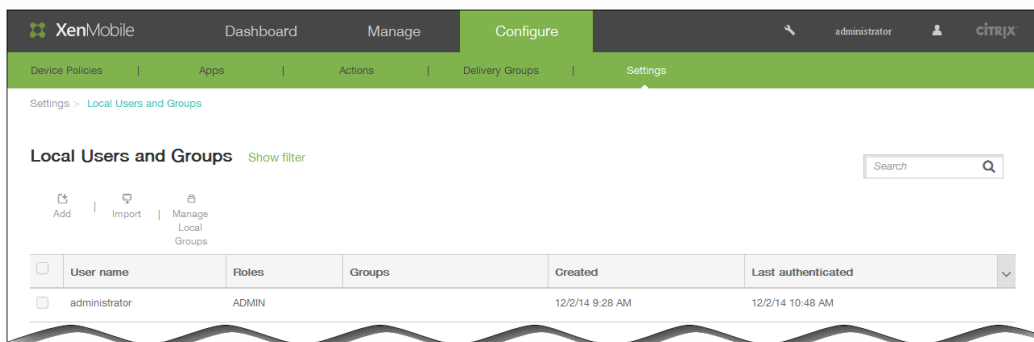 XenMobile Dashboard Manage Configure administrator CITRIX
Device Policies | Apps | Actions | Delivery Groups | Settings
Settings > Local Users and Groups
Local Users and Groups Show filter
Search
Add | Import | Manage
Local
Groups
User name Roles Groups Created Last authenticated
administrator ADMIN 12/2/14 9:28 AM 12/2/14 10:48 AM